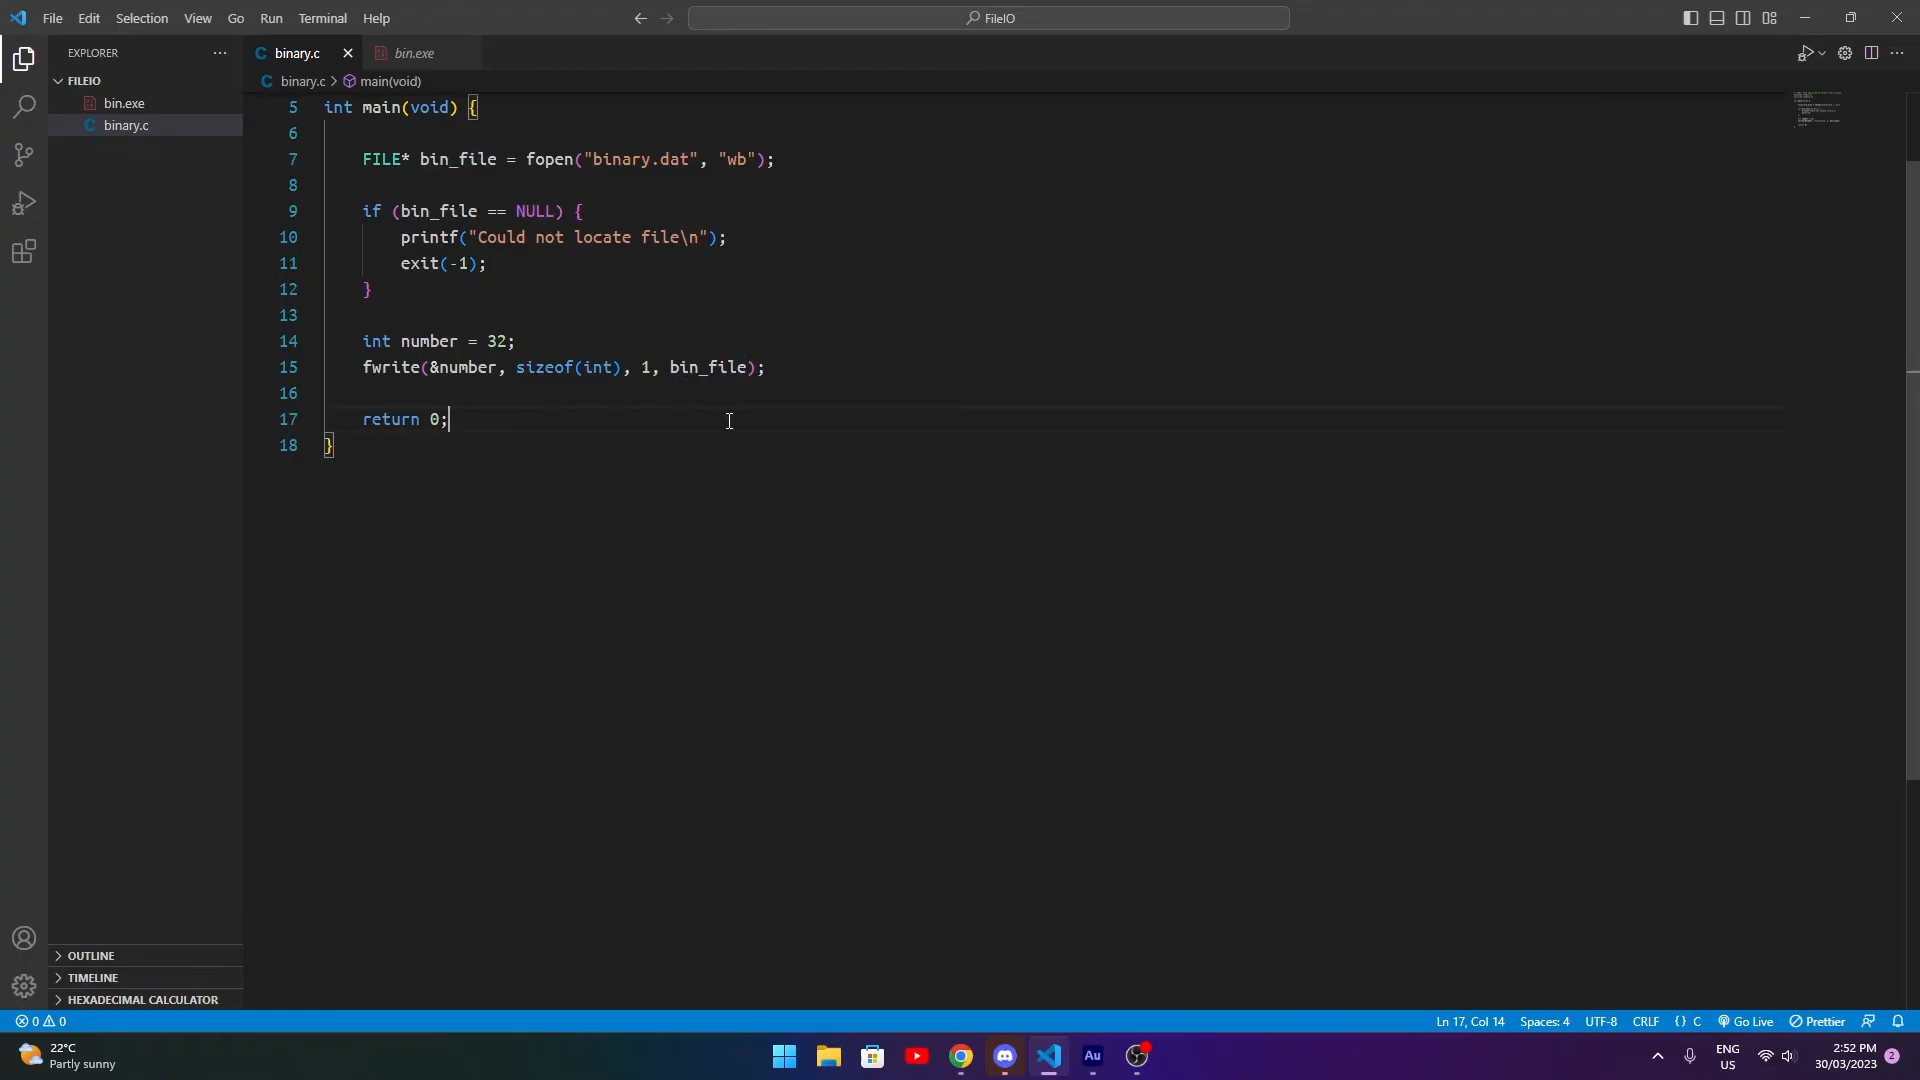 File Edit Selection View Go Run Terminal Help
FileIO
EXPLORER
FILEIO
bin.exe
binary.c
OUTLINE
TIMELINE
HEXADECIMAL CALCULATOR
binary.c
bin.exe
binary.c > main(void)
5 int main(void) {
6
7 FILE* bin_file = fopen("binary.dat", "wb");
8
9 if (bin_file == NULL) {
10 printf("Could not locate file\n");
11 exit(-1);
12 }
13
14 int number = 32;
15 fwrite(&number, sizeof(int), 1, bin_file);
16
17 return 0;
18 }
0 0
Ln 17, Col 14 Spaces: 4 UTF-8 CRLF {} C Go Live Prettier
22°C
Partly sunny
Au
ENG
US
2:52 PM
30/03/2023
2